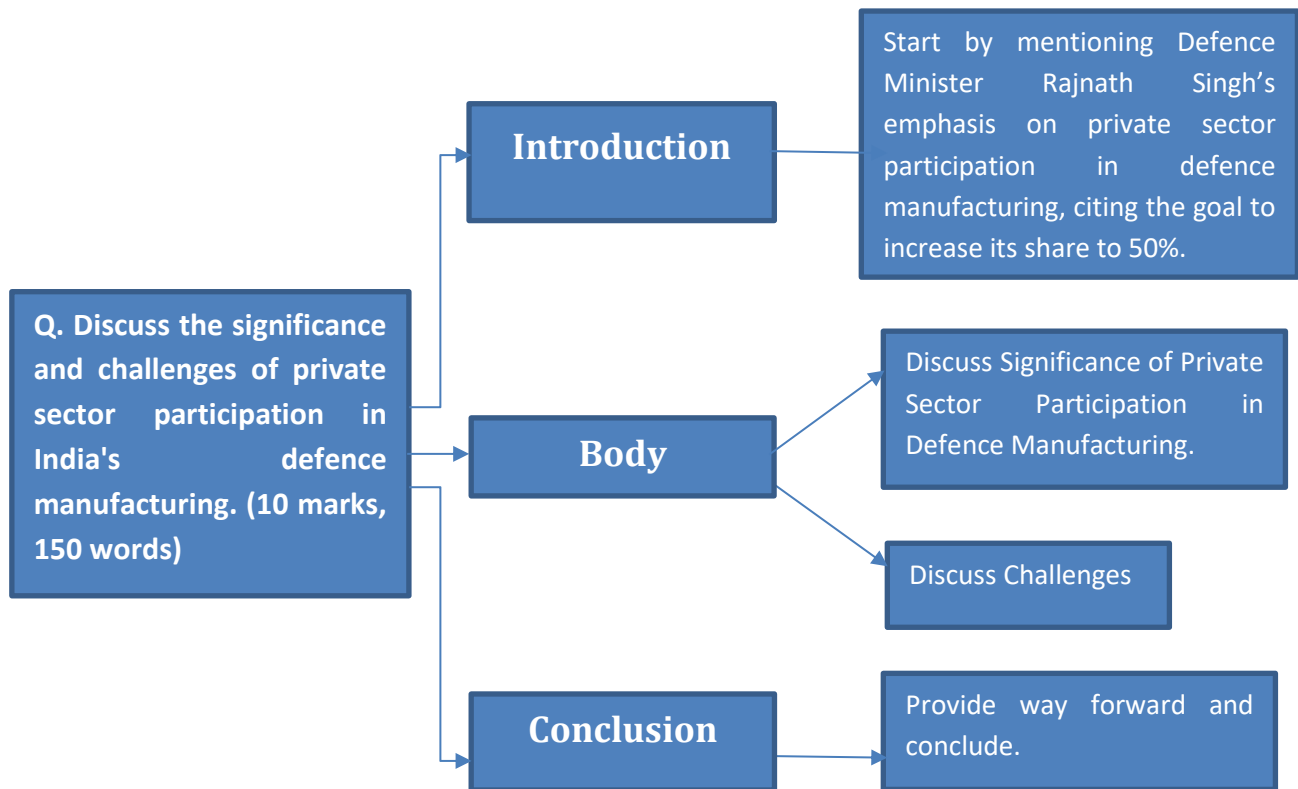 Q. Discuss the significance
and challenges of private
sector participation in
India's defence
manufacturing. (10 marks,
150 words)
Introduction
Start by mentioning Defence
Minister Rajnath Singh’s
emphasis on private sector
participation in defence
manufacturing, citing the goal to
increase its share to 50%.
Body
Discuss Significance of Private
Sector Participation in
Defence Manufacturing.
Discuss Challenges
Conclusion
Provide way forward and
conclude.